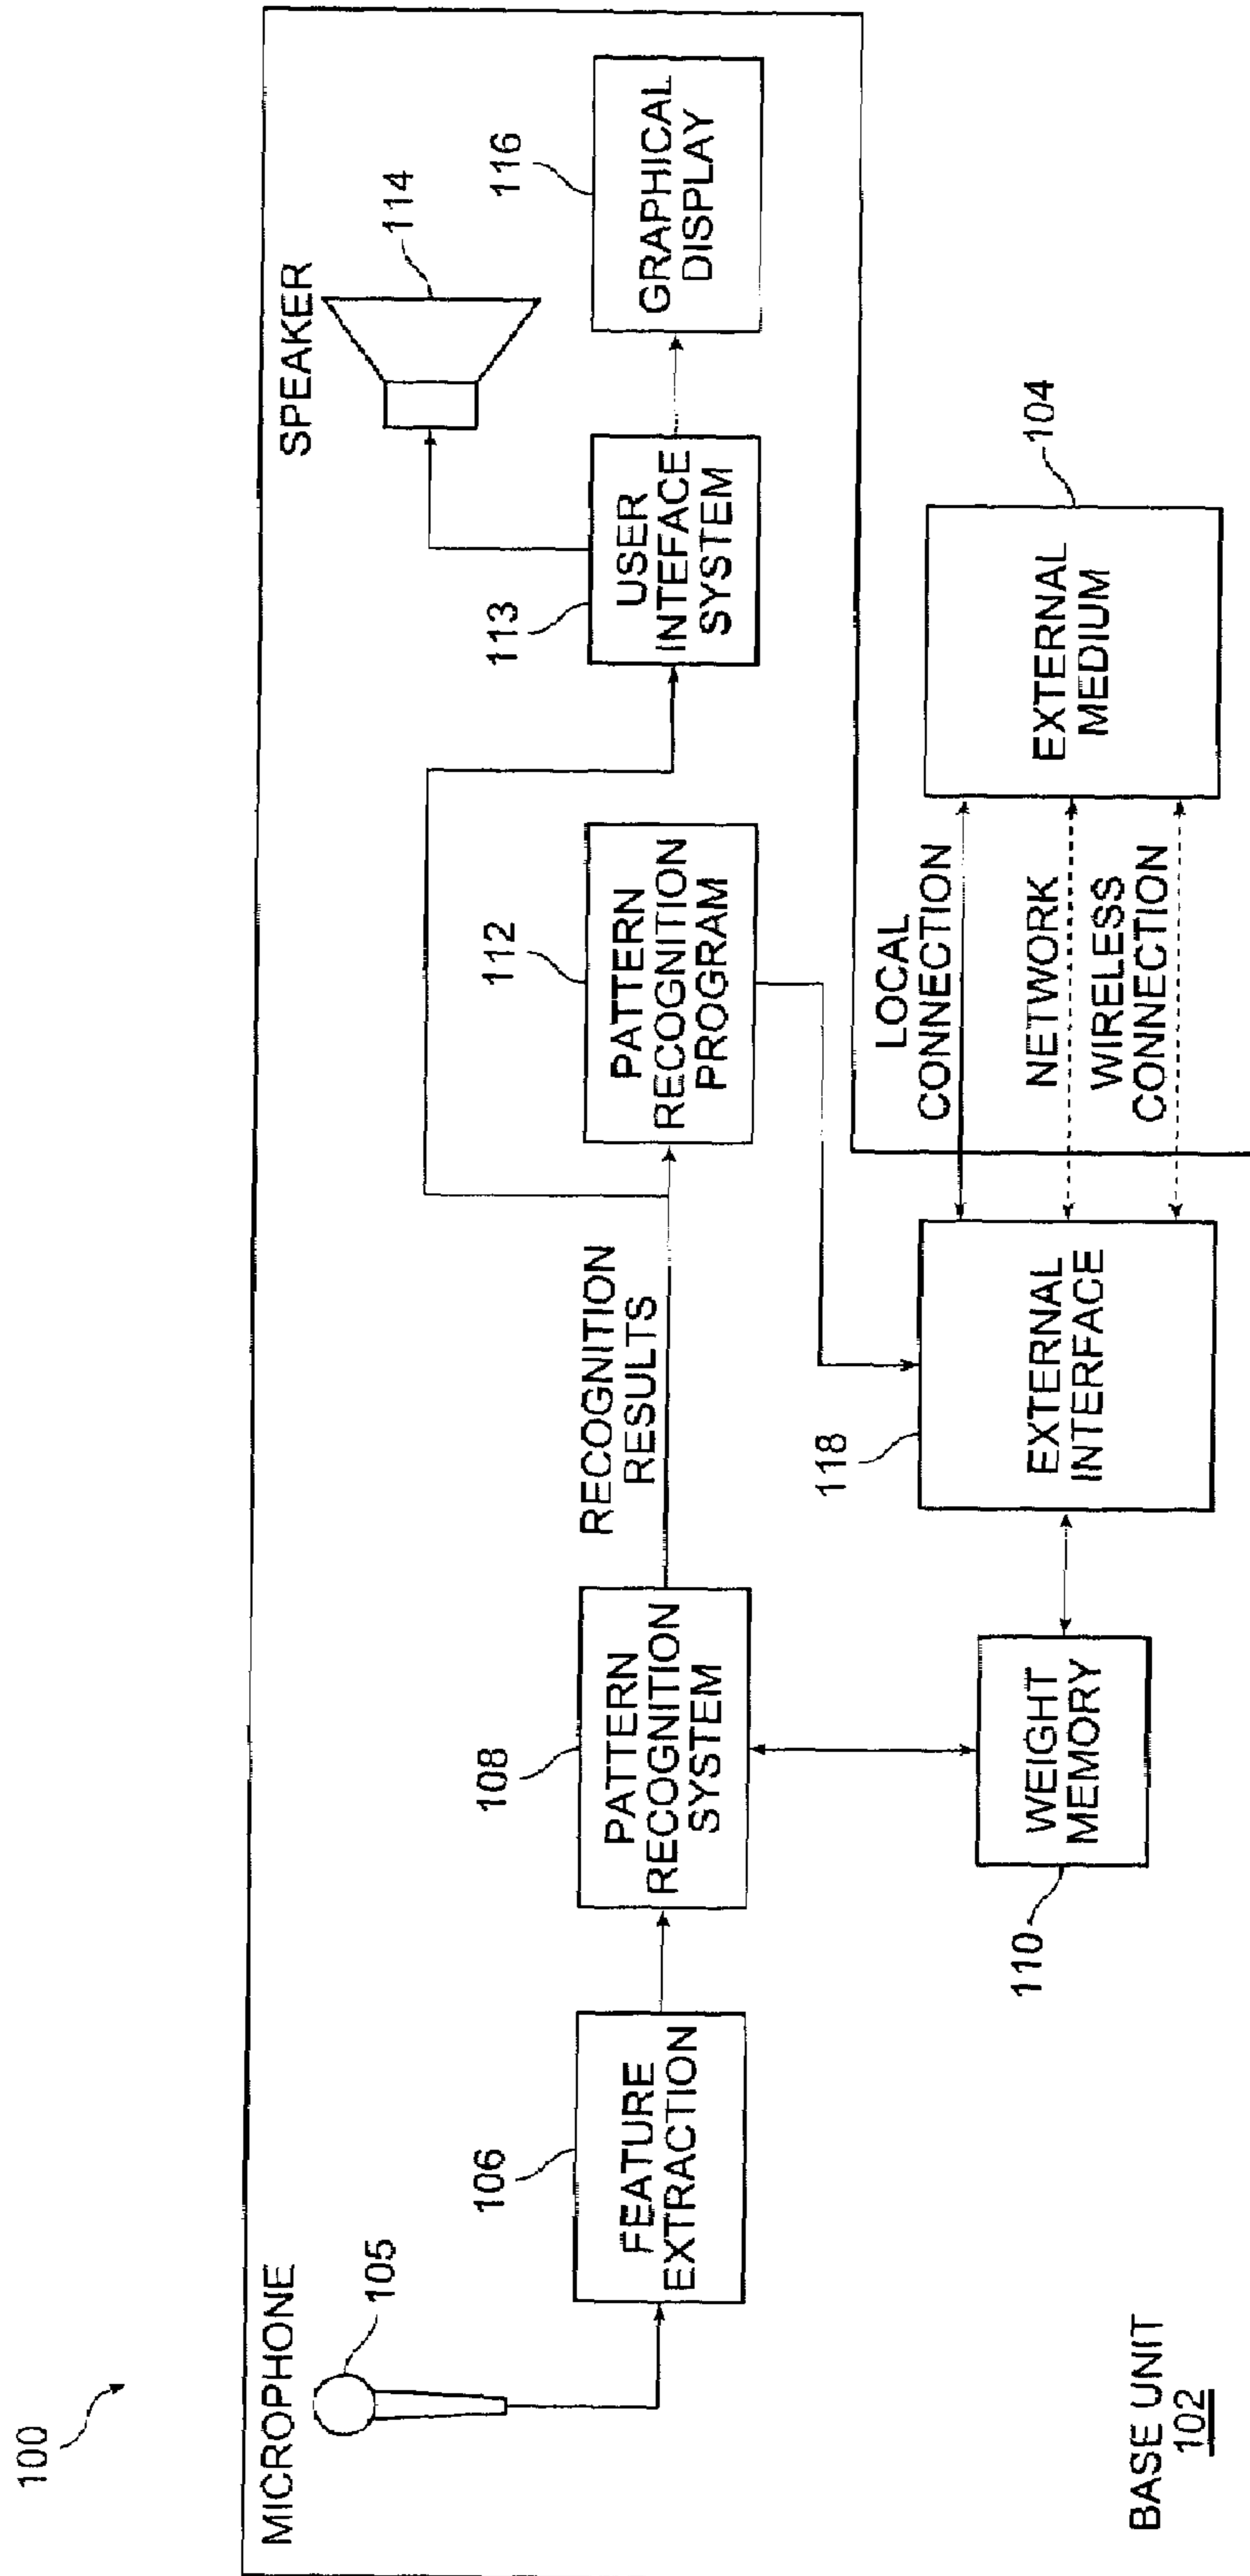 100
MICROPHONE
105
106
FEATURE
EXTRACTION
108
PATTERN
RECOGNITION
SYSTEM
RECOGNITION
RESULTS
112
PATTERN
RECOGNITION
PROGRAM
113
USER
INTEFACE
SYSTEM
SPEAKER
114
116
GRAPHICAL
DISPLAY
110
WEIGHT
MEMORY
118
EXTERNAL
INTERFACE
LOCAL
CONNECTION
NETWORK
WIRELESS
CONNECTION
EXTERNAL
MEDIUM
104
BASE UNIT
102